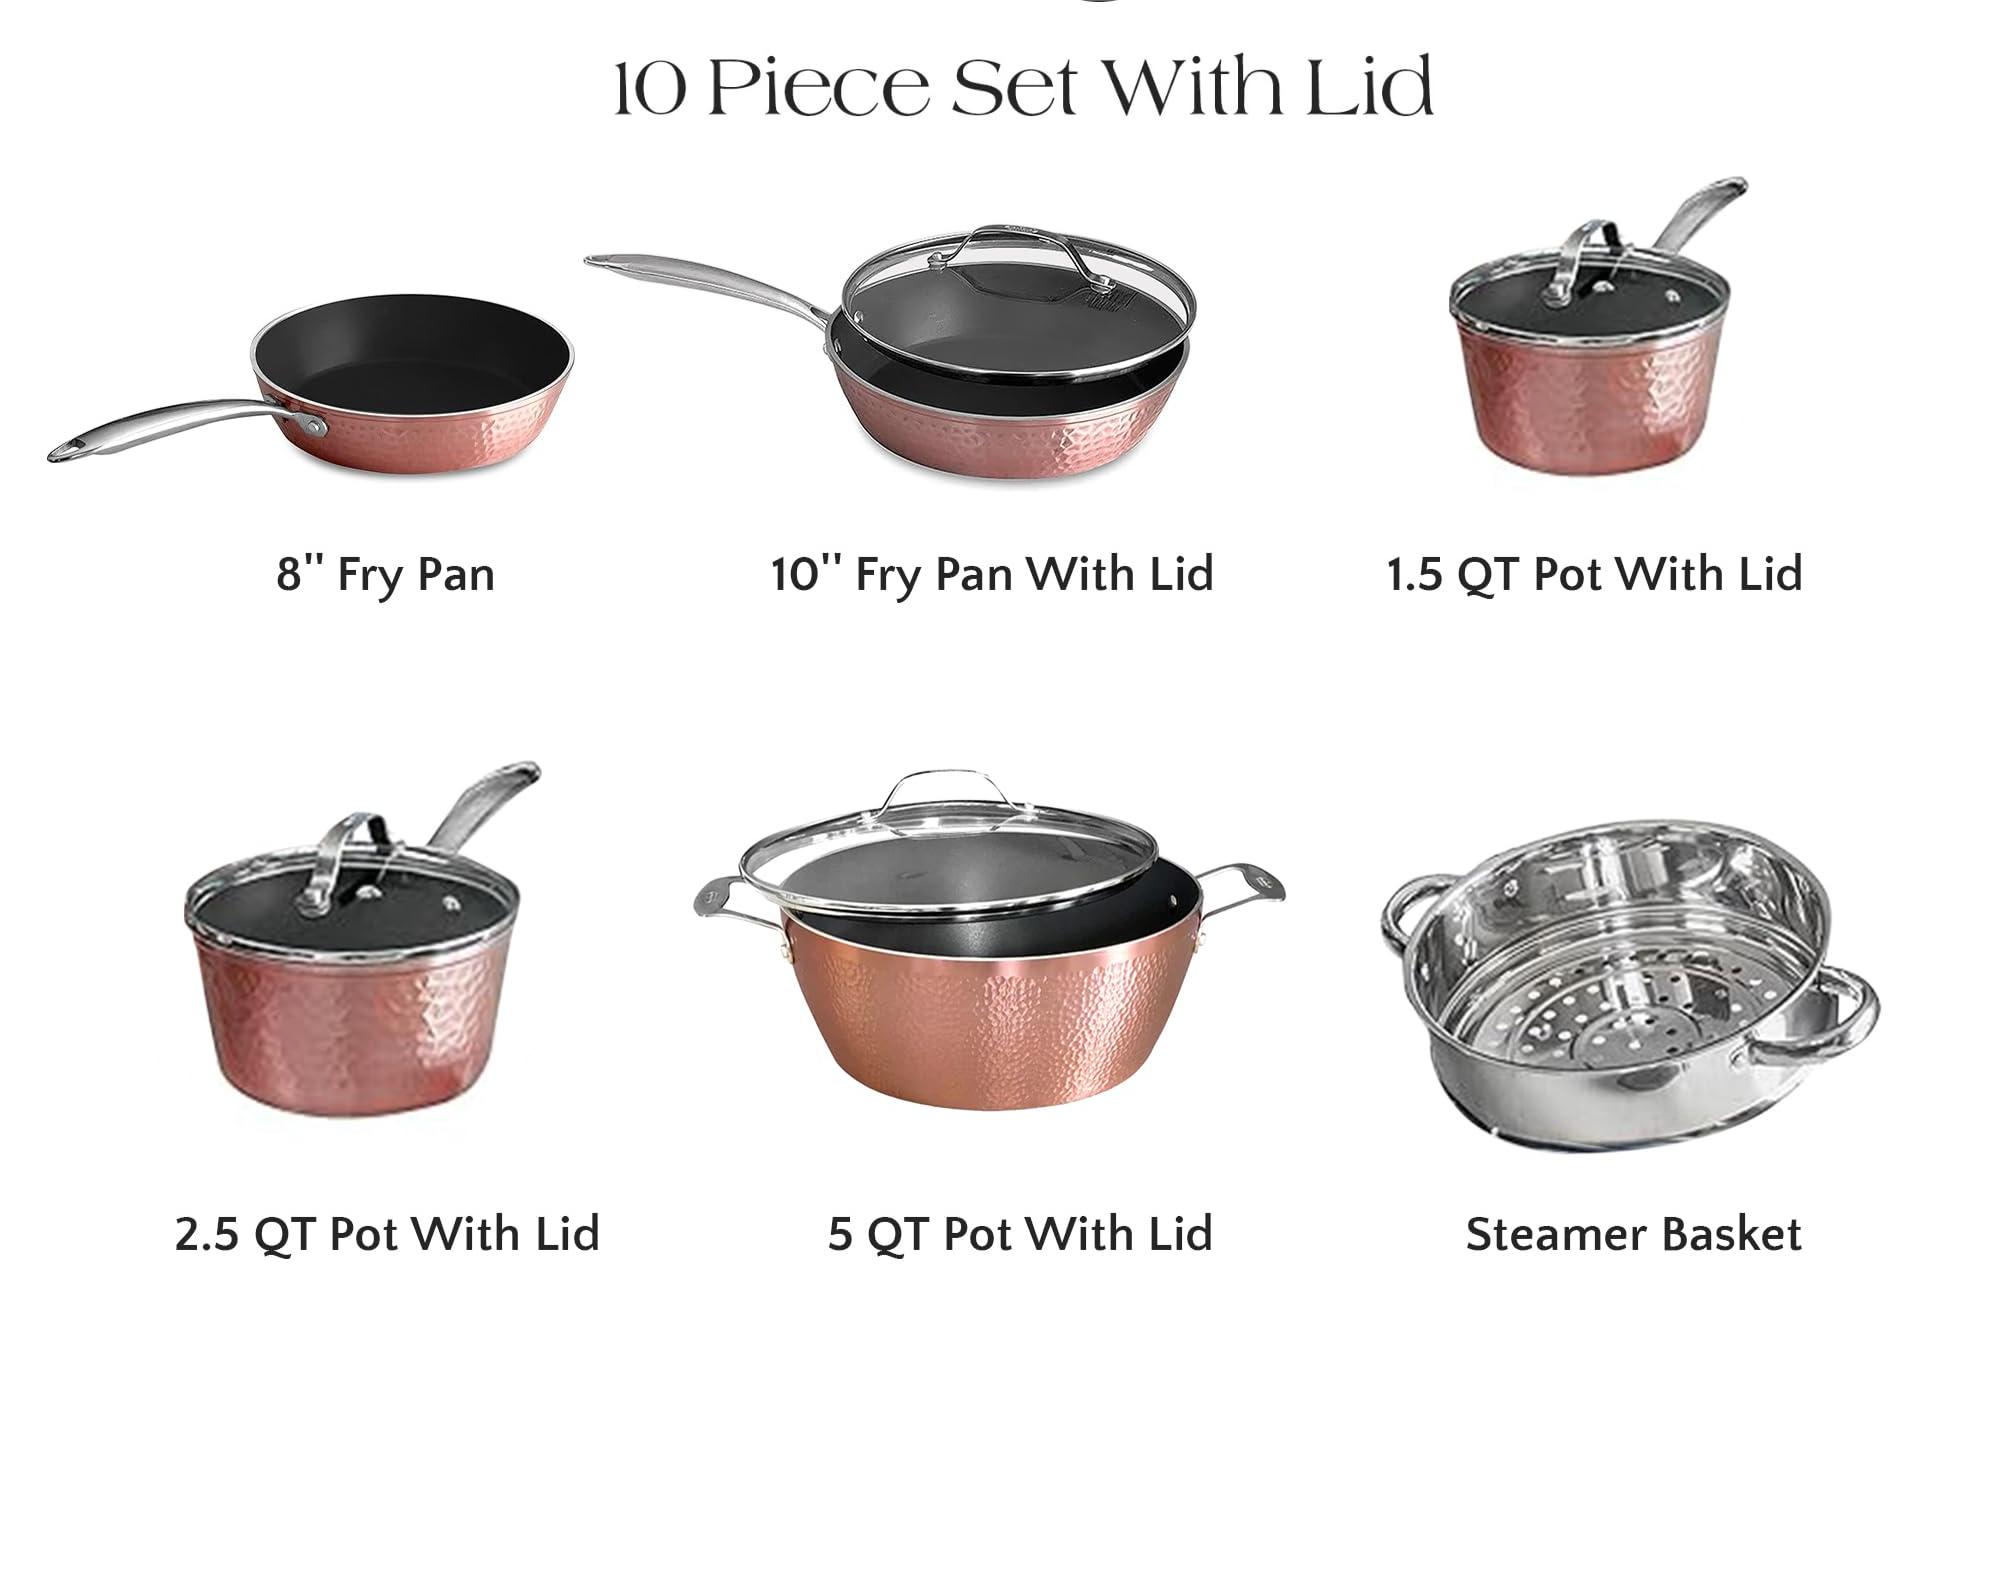 10 Piece Set With Lid
8" Fry Pan
10" Fry Pan With Lid
1.5 QT Pot With Lid
2.5 QT Pot With Lid
5 QT Pot With Lid
Steamer Basket